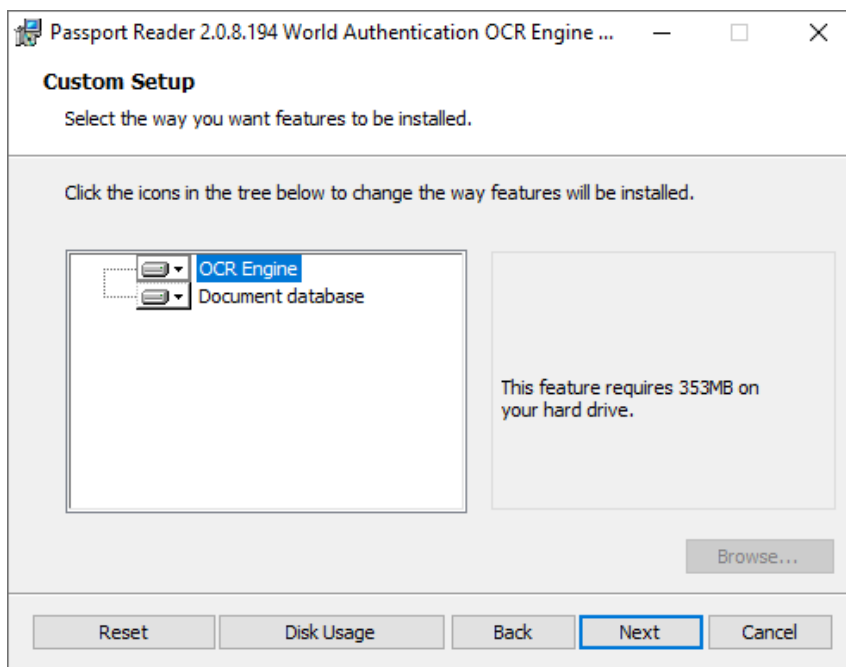 Passport Reader 2.0.8.194 World Authentication OCR Engine ...
Custom Setup
Select the way you want features to be installed.
Click the icons in the tree below to change the way features will be installed.
OCR Engine
Document database
This feature requires 353MB on
your hard drive.
Browse...
Reset Disk Usage Back Next Cancel